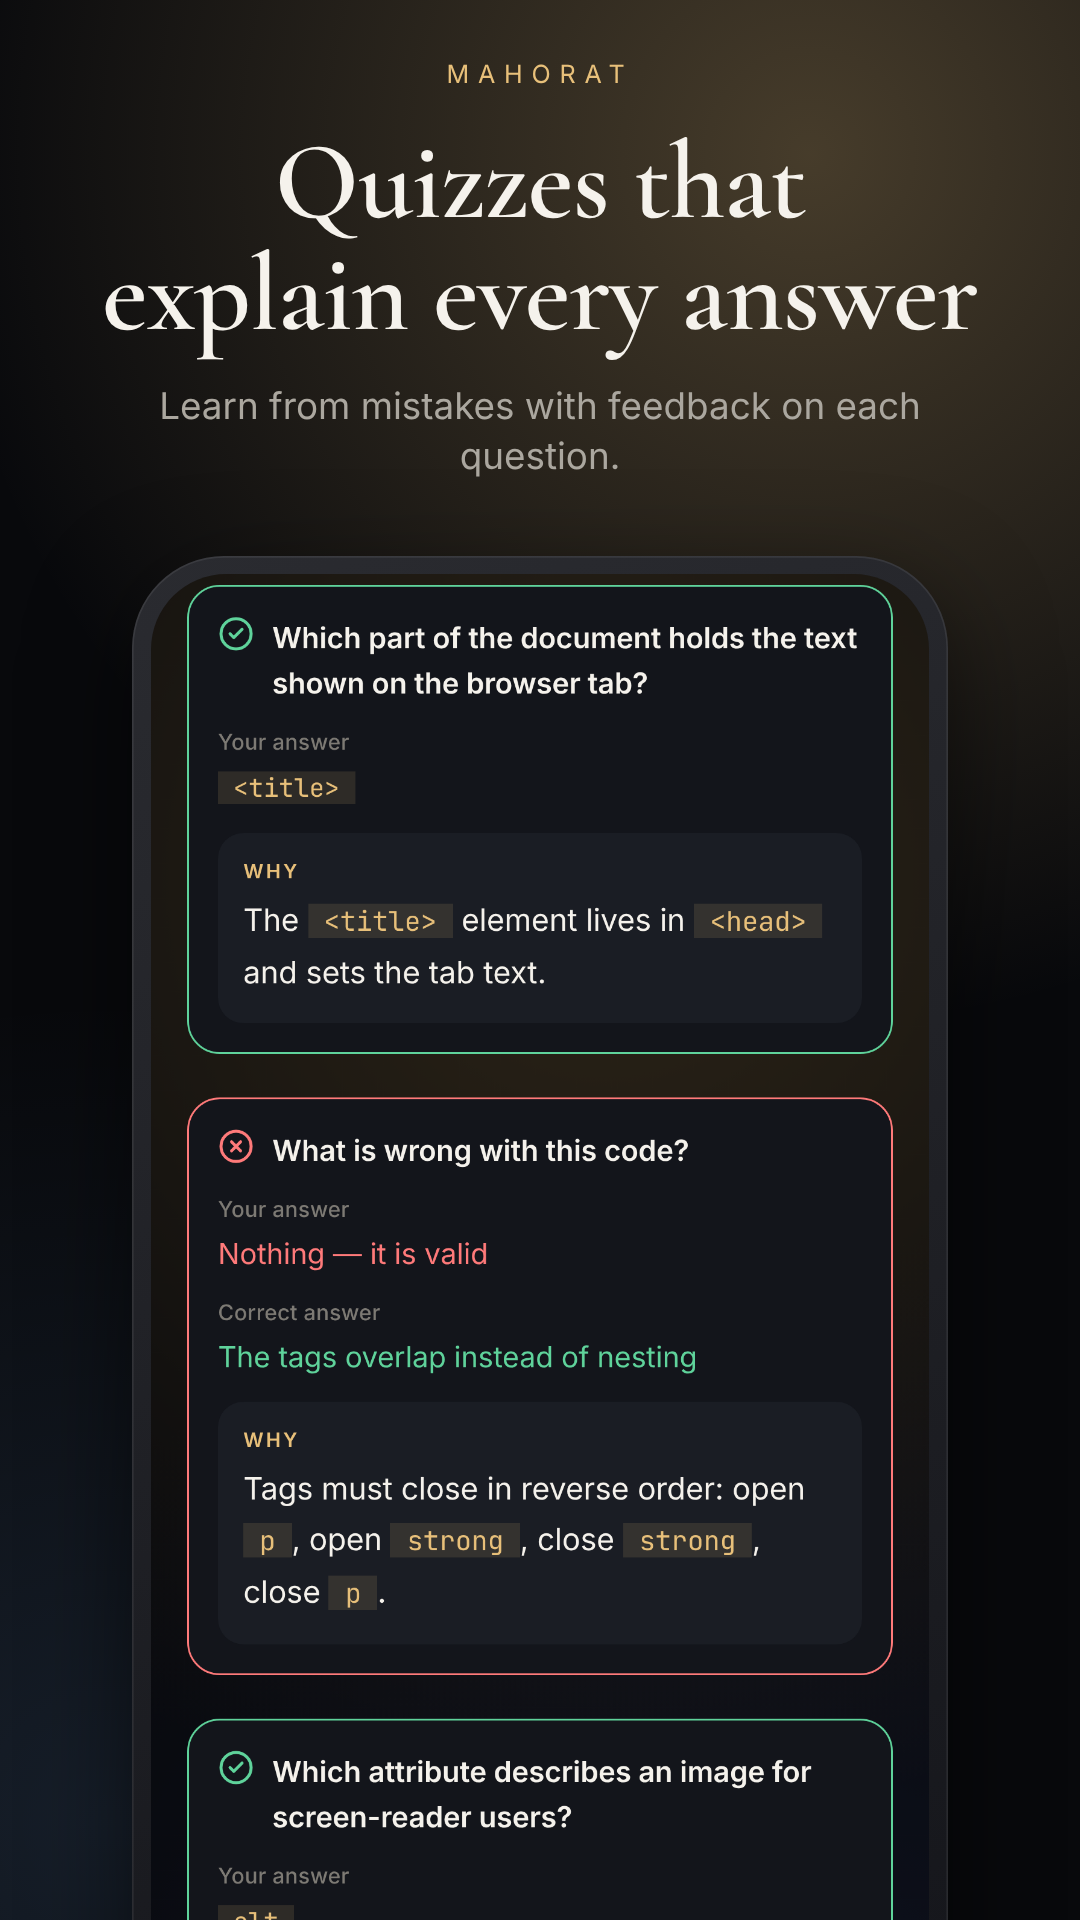 MAHORAT
Quizzes that
explain every answer
Learn from mistakes with feedback on each
question.
Which part of the document holds the text
shown on the browser tab?
Your answer
<title>
WHY
The <title> element lives in <head>
and sets the tab text.
What is wrong with this code?
Your answer
Nothing — it is valid
Correct answer
The tags overlap instead of nesting
WHY
Tags must close in reverse order: open
p, open strong, close strong,
close p.
Which attribute describes an image for
screen-reader users?
Your answer
alt